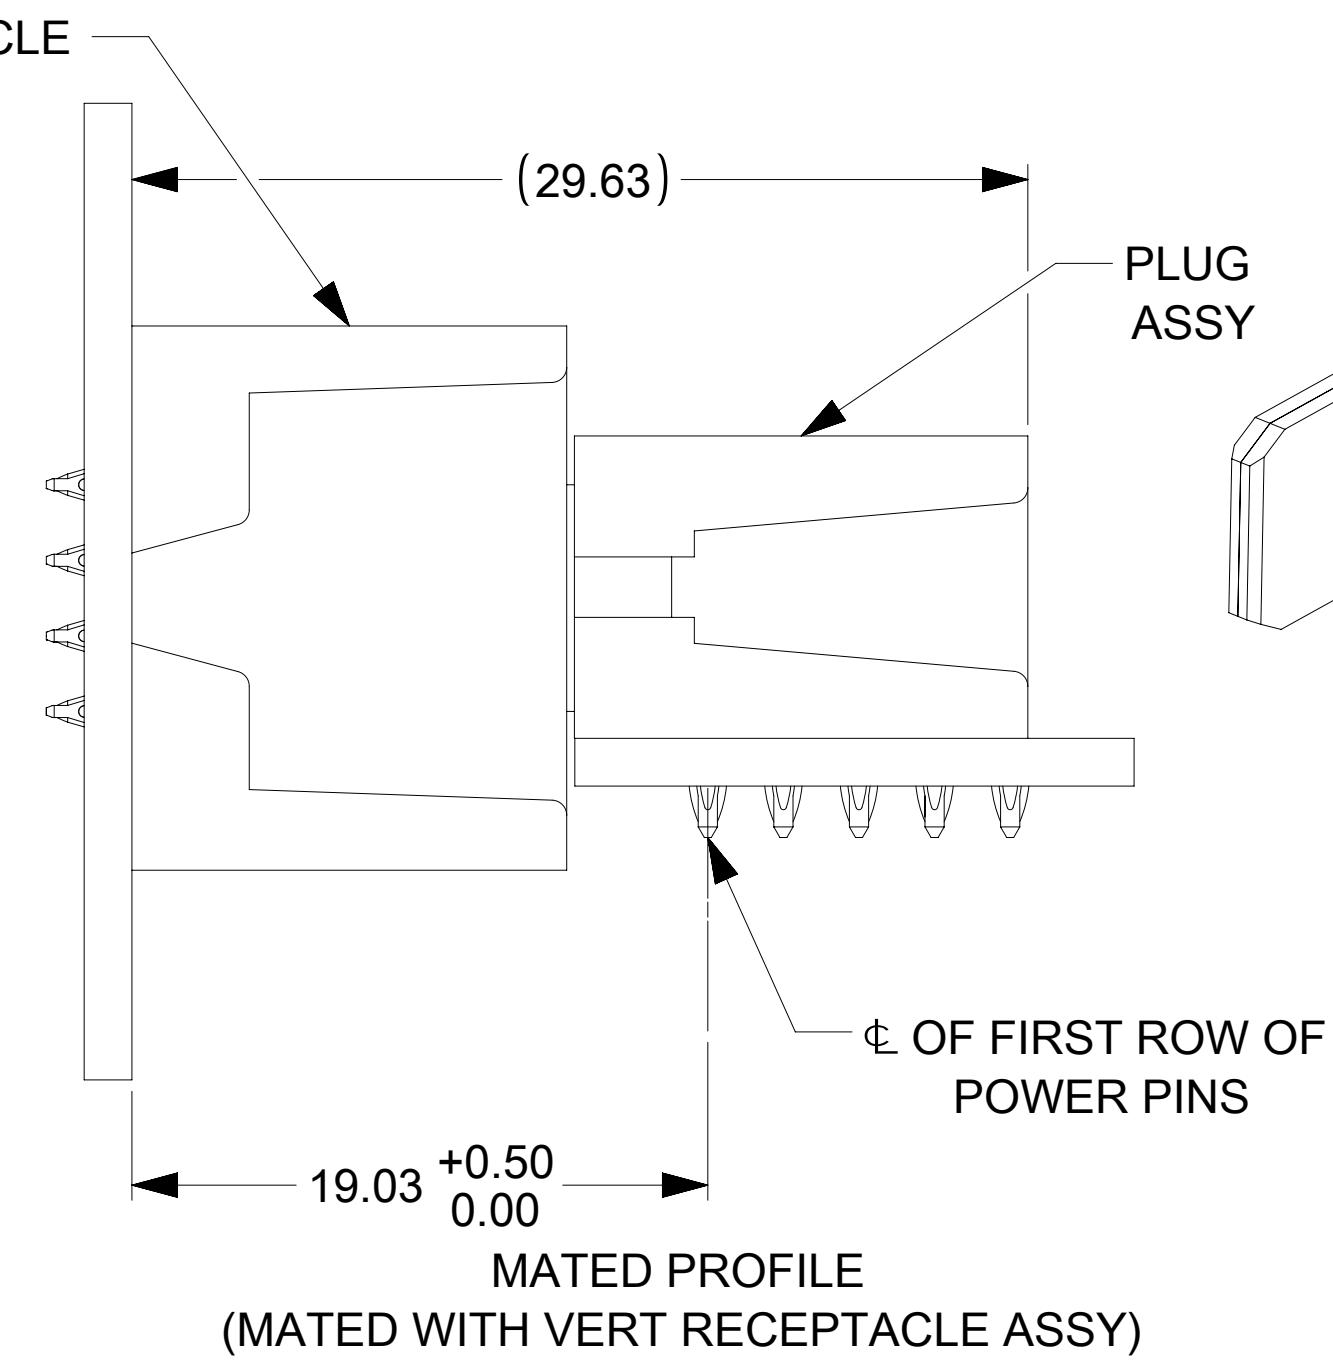 CLE
(29.63)
PLUG
ASSY
℄ OF FIRST ROW OF
POWER PINS
19.03 +0.50
0.00
MATED PROFILE
(MATED WITH VERT RECEPTACLE ASSY)